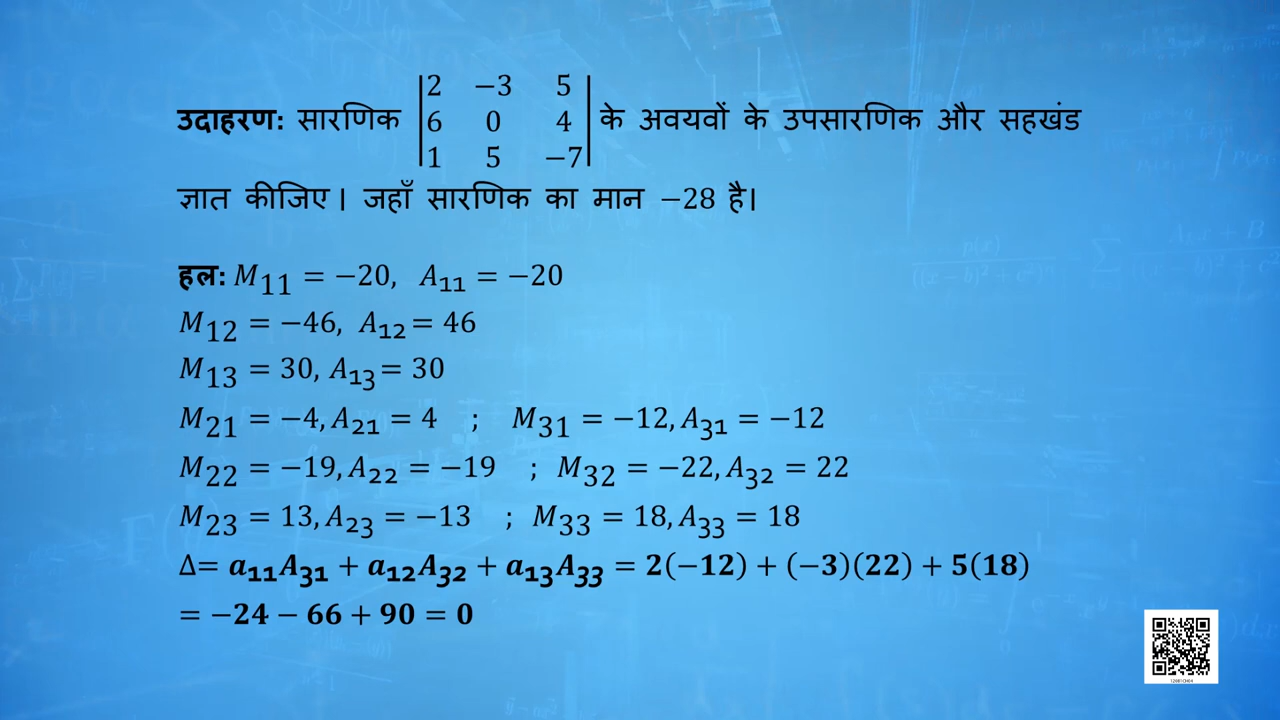 उदाहरण: सारणिक |2 −3 5| के अवयवों के उपसारणिक और सहखंड
|6 0 4|
|1 5 −7|
ज्ञात कीजिए। जहाँ सारणिक का मान −28 है।
हल: M₁₁ = −20, A₁₁ = −20
M₁₂ = −46, A₁₂ = 46
M₁₃ = 30, A₁₃ = 30
M₂₁ = −4, A₂₁ = 4 ; M₃₁ = −12, A₃₁ = −12
M₂₂ = −19, A₂₂ = −19 ; M₃₂ = −22, A₃₂ = 22
M₂₃ = 13, A₂₃ = −13 ; M₃₃ = 18, A₃₃ = 18
Δ= a₁₁A₃₁ + a₁₂A₃₂ + a₁₃A₃₃ = 2(−12) + (−3)(22) + 5(18)
= −24 − 66 + 90 = 0